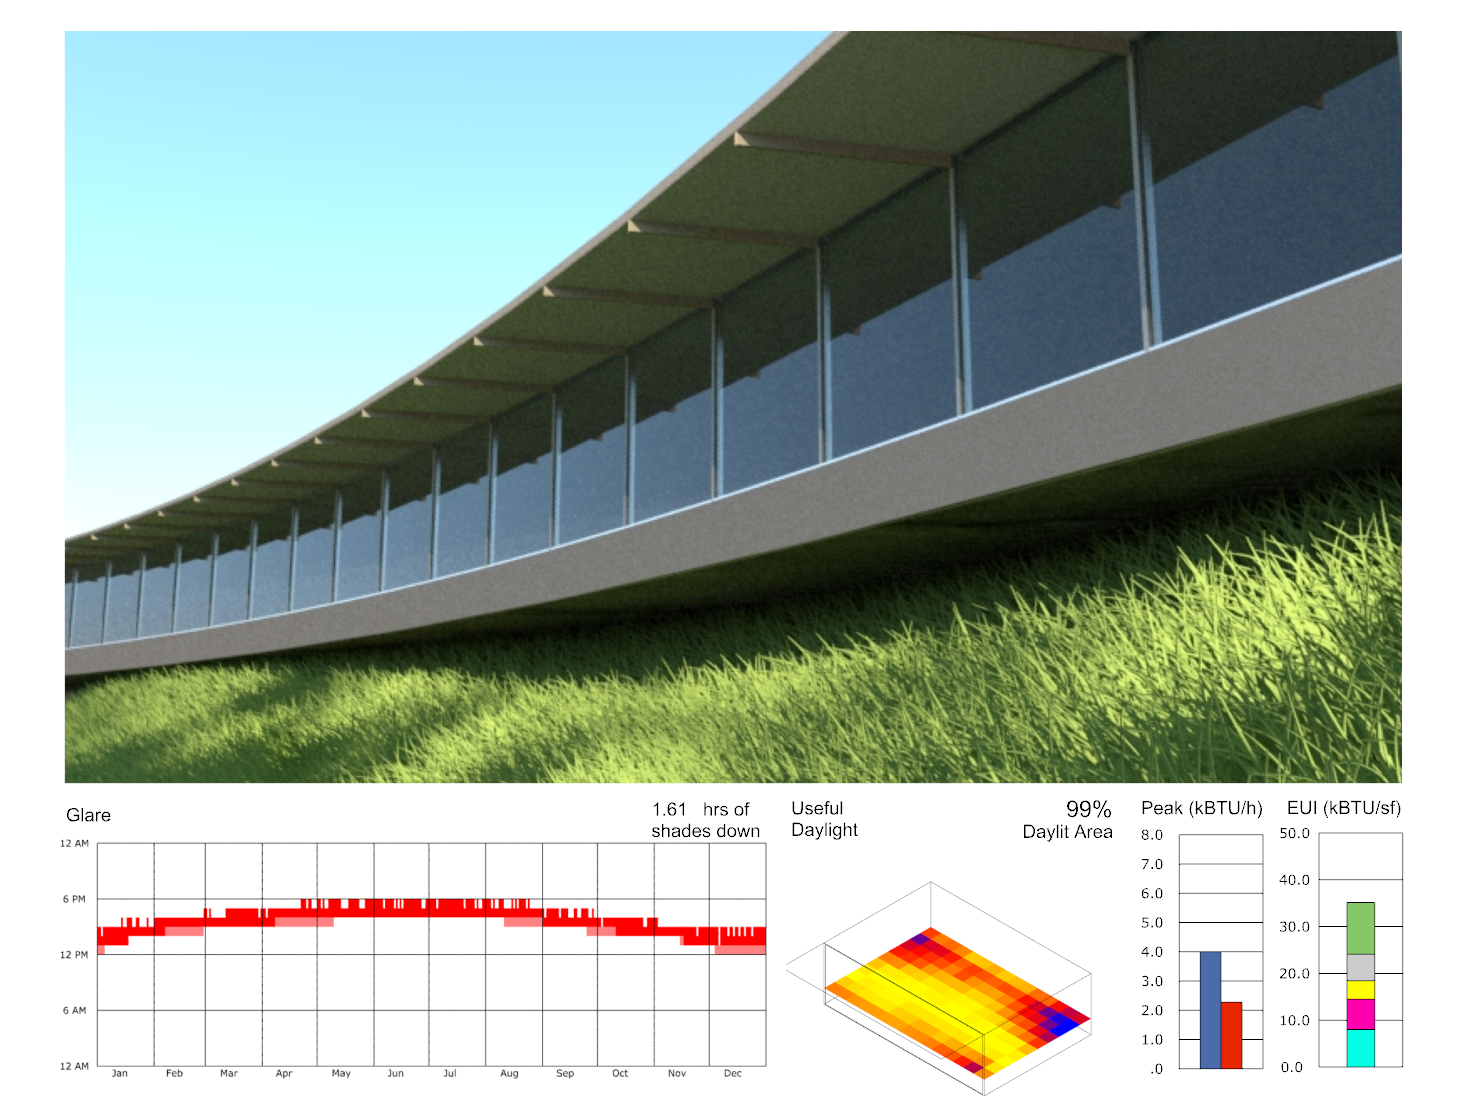 Glare
1.61 hrs of
shades down
12 AM
6 PM
12 PM
6 AM
12 AM
Jan Feb Mar Apr May Jun Jul Aug Sep Oct Nov Dec
Useful
Daylight
99%
Daylit Area
Peak (kBTU/h)
8.0
7.0
6.0
5.0
4.0
3.0
2.0
1.0
.0
EUI (kBTU/sf)
50.0
40.0
30.0
20.0
10.0
0.0